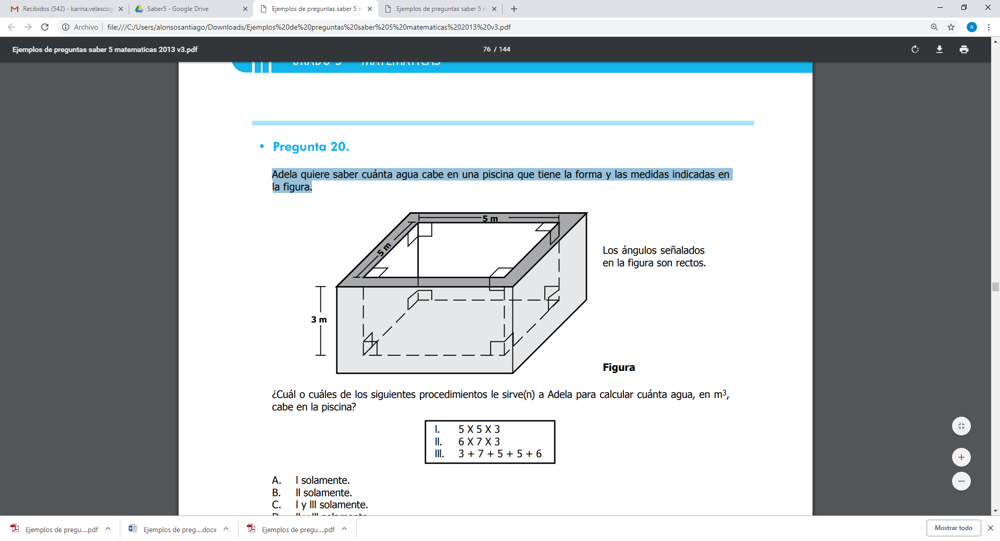 Recibidos (542) - karina.velascog
Saber5 - Google Drive
Ejemplos de preguntas saber 5 m
Ejemplos de preguntas saber 5 m
Archivo
file:///C:/Users/alonsosantiago/Downloads/Ejemplos%20de%20preguntas%20saber%205%20matematicas%202013%20v3.pdf
a
Ejemplos de preguntas saber 5 matematicas 2013 v3.pdf
76 / 144
• Pregunta 20.
Adela quiere saber cuánta agua cabe en una piscina que tiene la forma y las medidas indicadas en
la figura.
5 m
5 m
Los ángulos señalados
en la figura son rectos.
3 m
Figura
¿Cuál o cuáles de los siguientes procedimientos le sirve(n) a Adela para calcular cuánta agua, en m³,
cabe en la piscina?
I. 5 X 5 X 3
II. 6 X 7 X 3
III. 3 + 7 + 5 + 5 + 6
A. I solamente.
B. II solamente.
C. I y III solamente.
Ejemplos de pregu....pdf
Ejemplos de preg....docx
Ejemplos de pregu....pdf
Mostrar todo